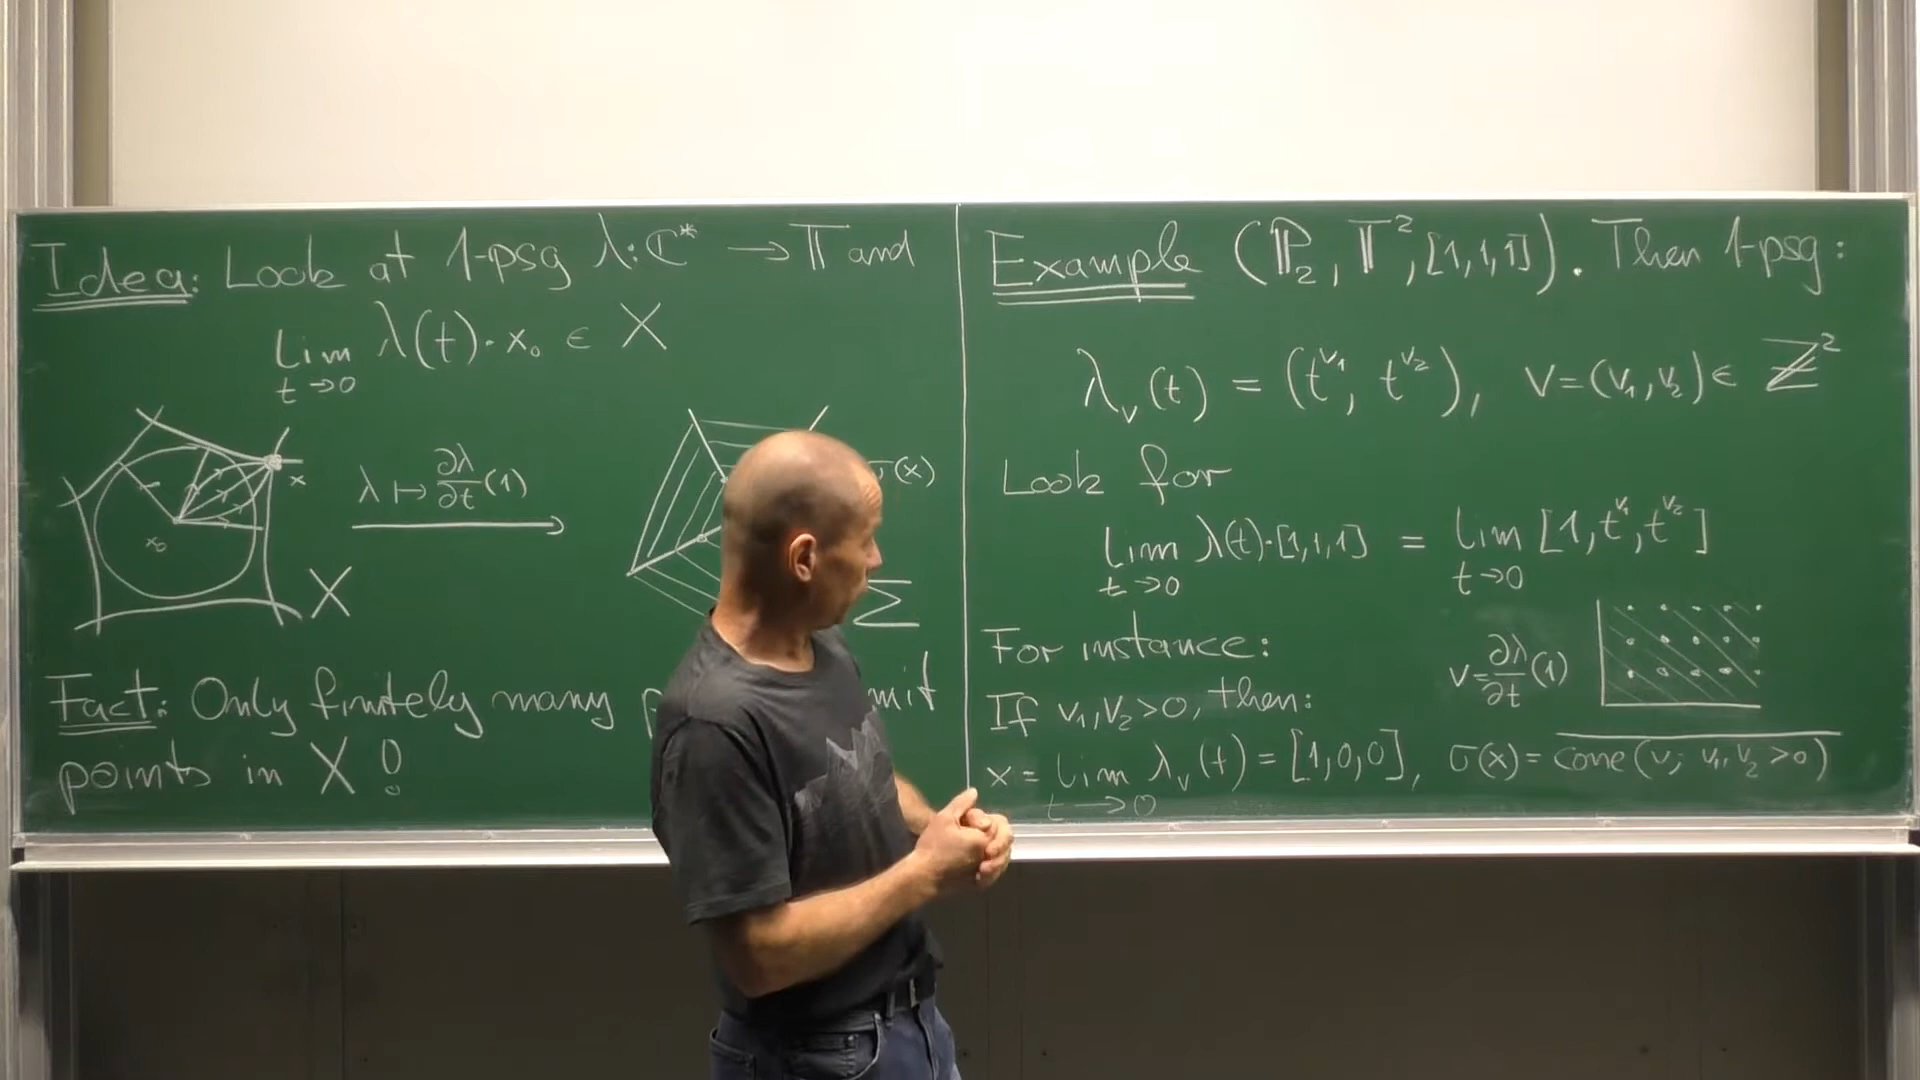 Idea: Look at 1-psg λ: ℂ* → 𝕋 and
lim λ(t)·x₀ ∈ X
t→0
λ ↦ ∂λ/∂t (1)
x
x₀
X
σ(x)
Σ
Fact: Only finitely many
points in X !
Example (ℙ₂, 𝕋², [1,1,1]). Then 1-psg:
λ_v(t) = (t^v₁, t^v₂), v=(v₁,v₂) ∈ ℤ²
Look for
lim λ(t)·[1,1,1] = lim [1, t^v₁, t^v₂]
t→0 t→0
For instance:
v = ∂λ/∂t (1)
If v₁,v₂>0, then:
x = lim λ_v(t) = [1,0,0], σ(x) = cone(v; v₁,v₂>0)
t→0